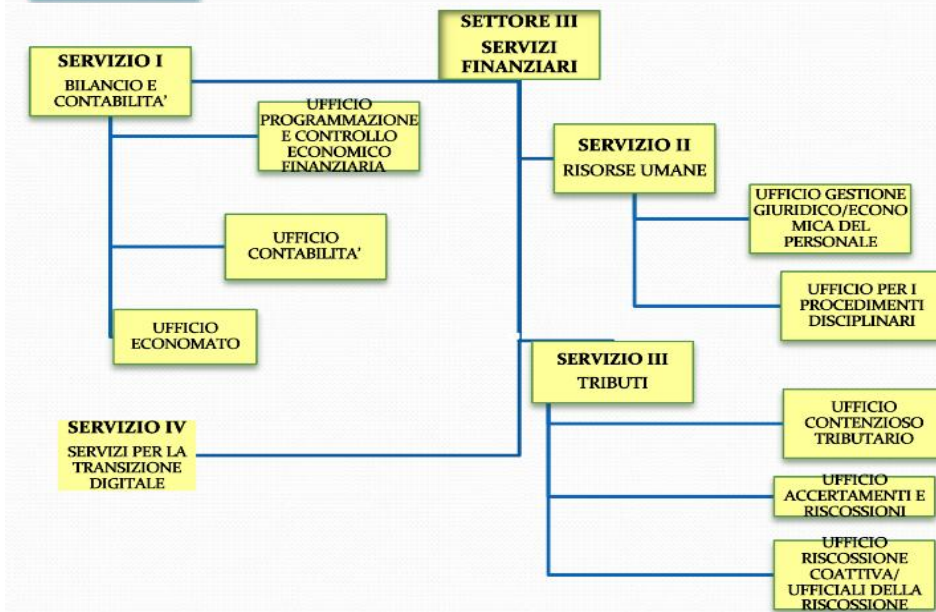 SETTORE III
SERVIZI
FINANZIARI
SERVIZIO I
BILANCIO E
CONTABILITA’
UFFICIO
PROGRAMMAZIONE
E CONTROLLO
ECONOMICO
FINANZIARIA
UFFICIO
CONTABILITA’
UFFICIO
ECONOMATO
SERVIZIO II
RISORSE UMANE
UFFICIO GESTIONE
GIURIDICO/ECONO
MICA DEL
PERSONALE
UFFICIO PER I
PROCEDIMENTI
DISCIPLINARI
SERVIZIO III
TRIBUTI
UFFICIO
CONTENZIOSO
TRIBUTARIO
UFFICIO
ACCERTAMENTI E
RISCOSSIONI
UFFICIO
RISCOSSIONE
COATTIVA/
UFFICIALI DELLA
RISCOSSIONE
SERVIZIO IV
SERVIZI PER LA
TRANSIZIONE
DIGITALE